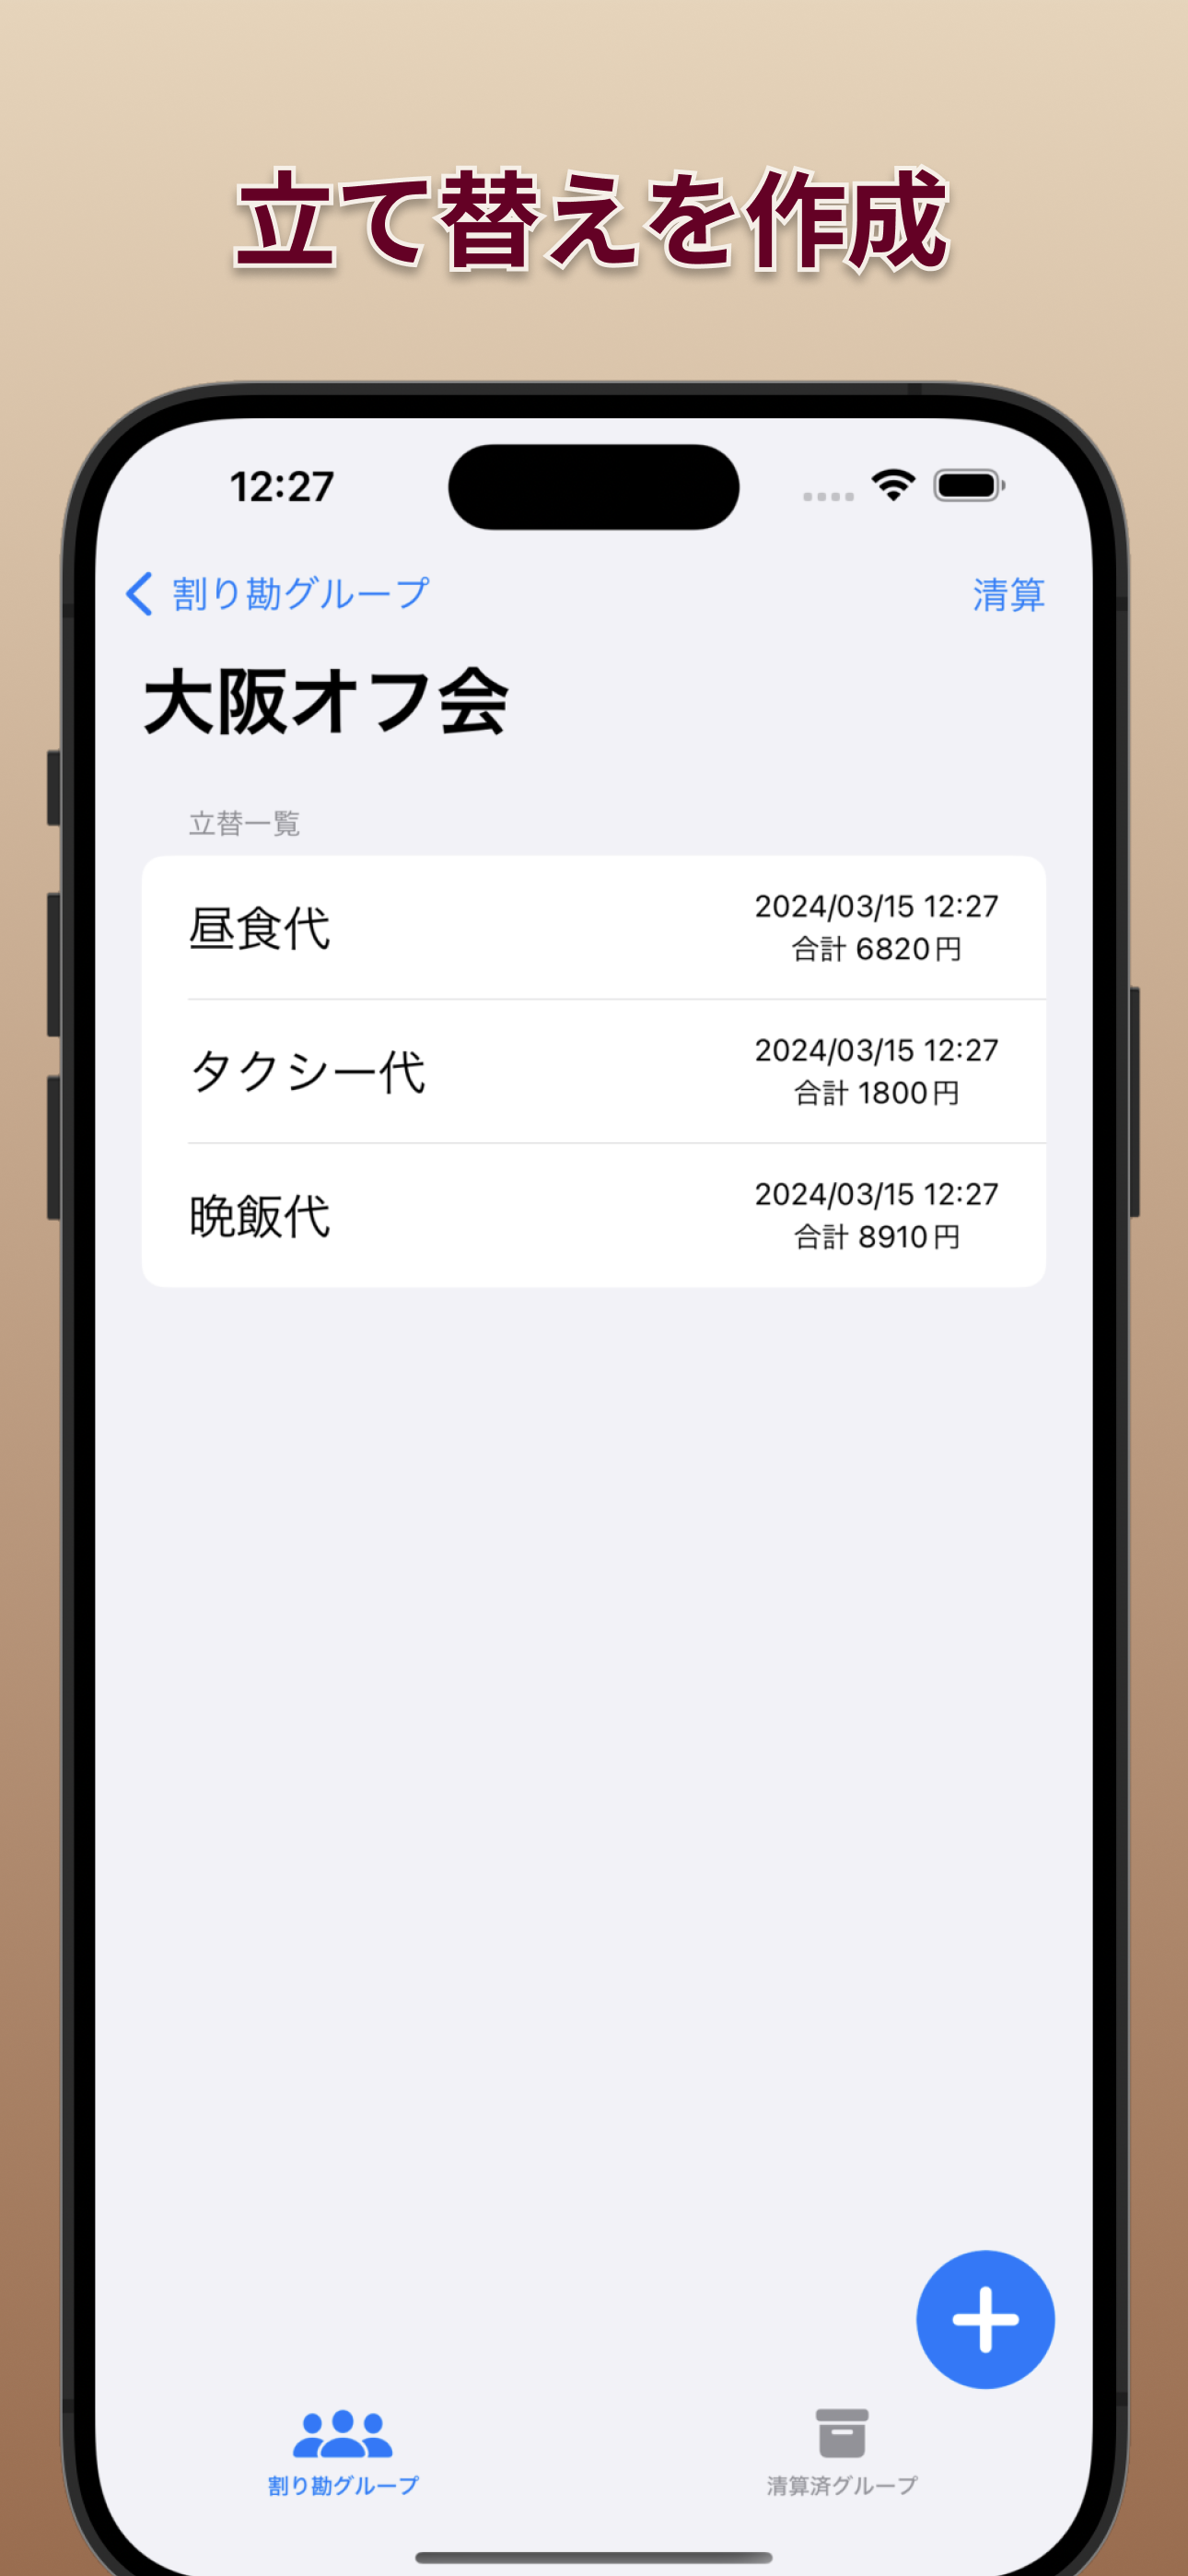 立て替えを作成
12:27
割り勘グループ
清算
大阪オフ会
立替一覧
昼食代
2024/03/15 12:27
合計 6820円
タクシー代
2024/03/15 12:27
合計 1800円
晩飯代
2024/03/15 12:27
合計 8910円
割り勘グループ
清算済グループ